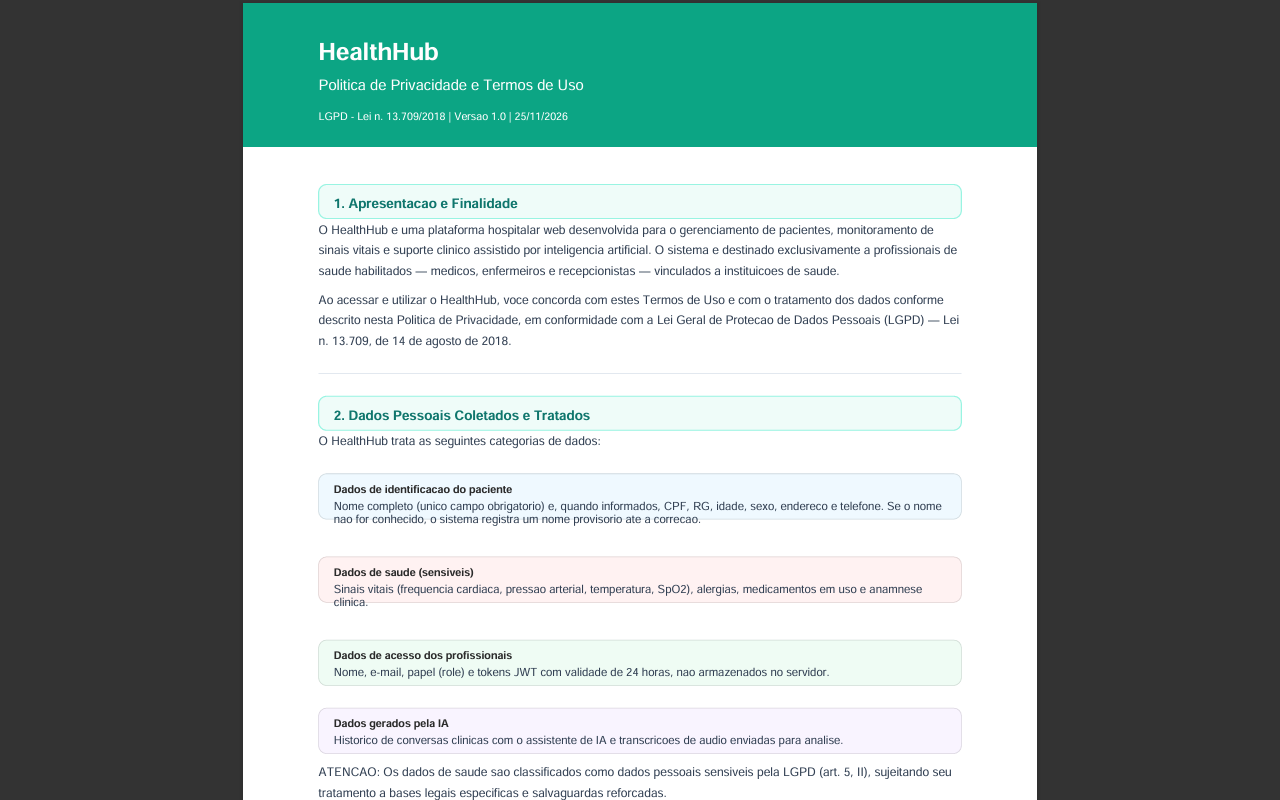 HealthHub
Politica de Privacidade e Termos de Uso
LGPD - Lei n. 13.709/2018 | Versao 1.0 | 25/11/2026
1. Apresentacao e Finalidade
O HealthHub e uma plataforma hospitalar web desenvolvida para o gerenciamento de pacientes, monitoramento de
sinais vitais e suporte clinico assistido por inteligencia artificial. O sistema e destinado exclusivamente a profissionais de
saude habilitados — medicos, enfermeiros e recepcionistas — vinculados a instituicoes de saude.
Ao acessar e utilizar o HealthHub, voce concorda com estes Termos de Uso e com o tratamento dos dados conforme
descrito nesta Politica de Privacidade, em conformidade com a Lei Geral de Protecao de Dados Pessoais (LGPD) — Lei
n. 13.709, de 14 de agosto de 2018.
2. Dados Pessoais Coletados e Tratados
O HealthHub trata as seguintes categorias de dados:
Dados de identificacao do paciente
Nome completo (unico campo obrigatorio) e, quando informados, CPF, RG, idade, sexo, endereco e telefone. Se o nome
nao for conhecido, o sistema registra um nome provisorio ate a correcao.
Dados de saude (sensiveis)
Sinais vitais (frequencia cardiaca, pressao arterial, temperatura, SpO2), alergias, medicamentos em uso e anamnese
clinica.
Dados de acesso dos profissionais
Nome, e-mail, papel (role) e tokens JWT com validade de 24 horas, nao armazenados no servidor.
Dados gerados pela IA
Historico de conversas clinicas com o assistente de IA e transcricoes de audio enviadas para analise.
ATENCAO: Os dados de saude sao classificados como dados pessoais sensiveis pela LGPD (art. 5, II), sujeitando seu
tratamento a bases legais especificas e salvaguardas reforcadas.